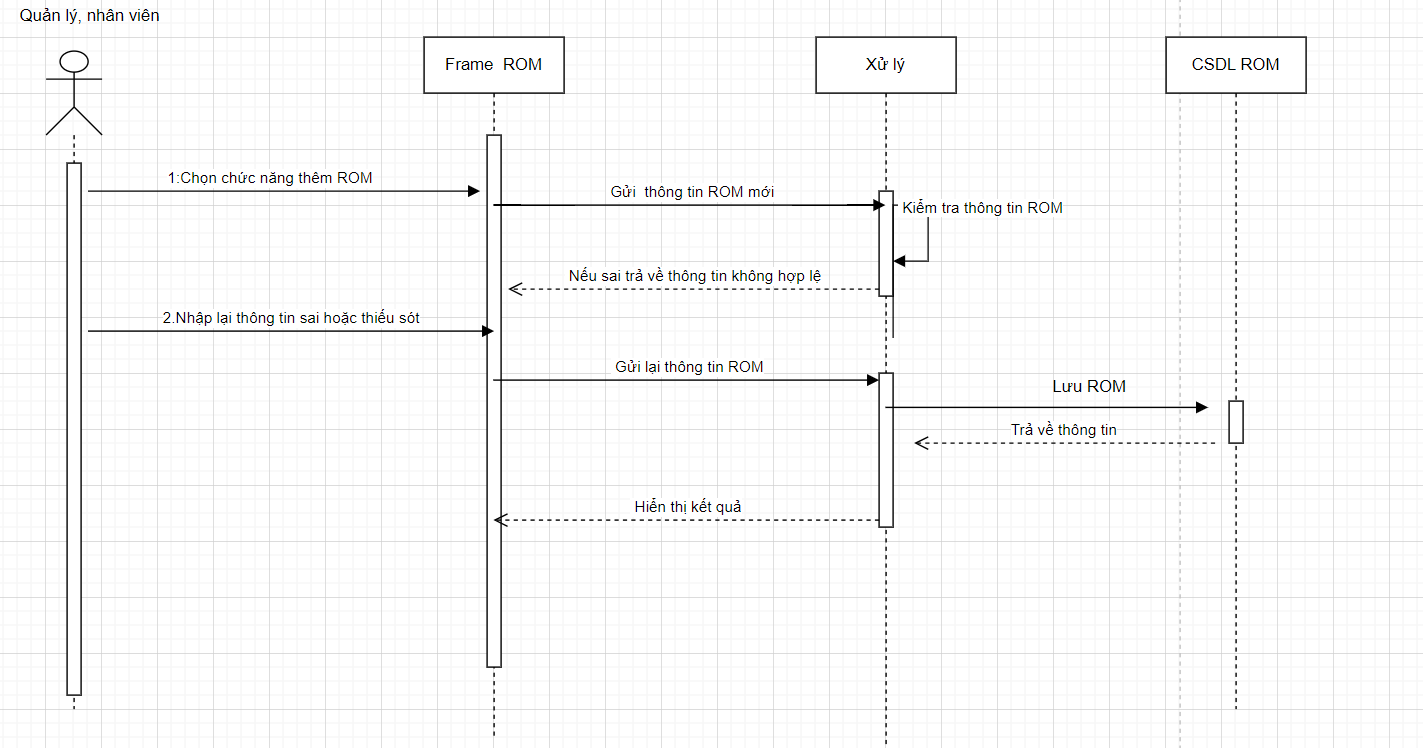 Quản lý, nhân viên
Frame ROM
Xử lý
CSDL ROM
1:Chọn chức năng thêm ROM
Gửi thông tin ROM mới
Kiểm tra thông tin ROM
Nếu sai trả về thông tin không hợp lệ
2.Nhập lại thông tin sai hoặc thiếu sót
Gửi lại thông tin ROM
Lưu ROM
Trả về thông tin
Hiển thị kết quả